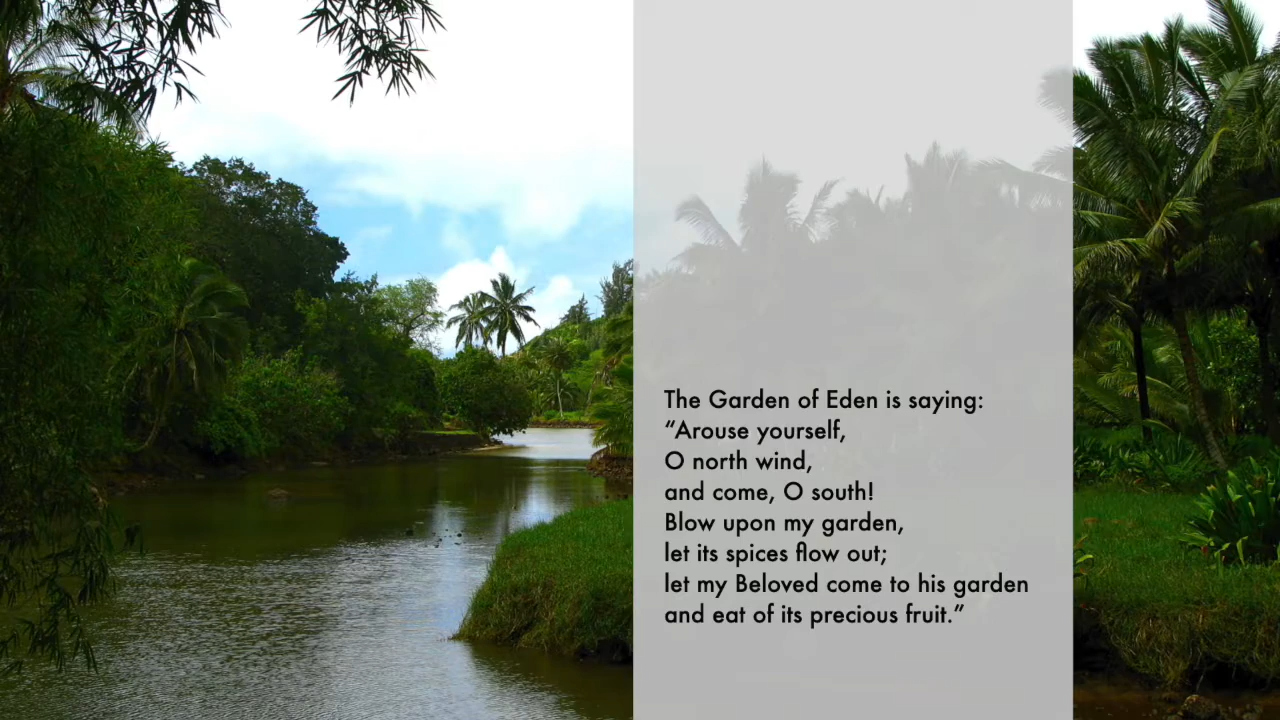 The Garden of Eden is saying:
“Arouse yourself,
O north wind,
and come, O south!
Blow upon my garden,
let its spices flow out;
let my Beloved come to his garden
and eat of its precious fruit.”